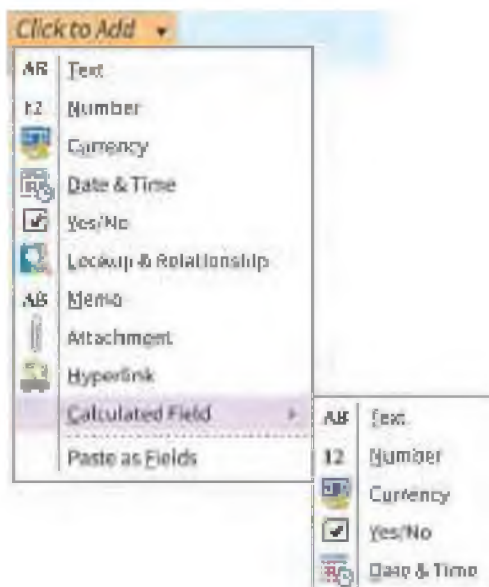 Click to Add
AB Text
12 Number
Currency
Date & Time
Yes/No
Lookup & Relationship
AB Memo
Attachment
Hyperlink
Calculated Field
Paste as Fields
AB Text
12 Number
Currency
Yes/No
Date & Time